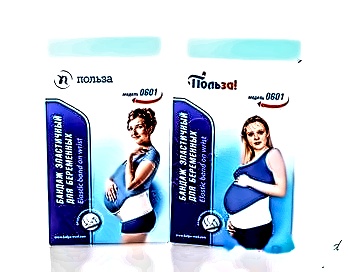 польза
модель 0601
БАНДАЖ ЭЛАСТИЧНЫЙ
ДЛЯ БЕРЕМЕННЫХ
Elastic band on wrist
Польза!
модель 0601
БАНДАЖ ЭЛАСТИЧНЫЙ
ДЛЯ БЕРЕМЕННЫХ
Elastic band on wrist